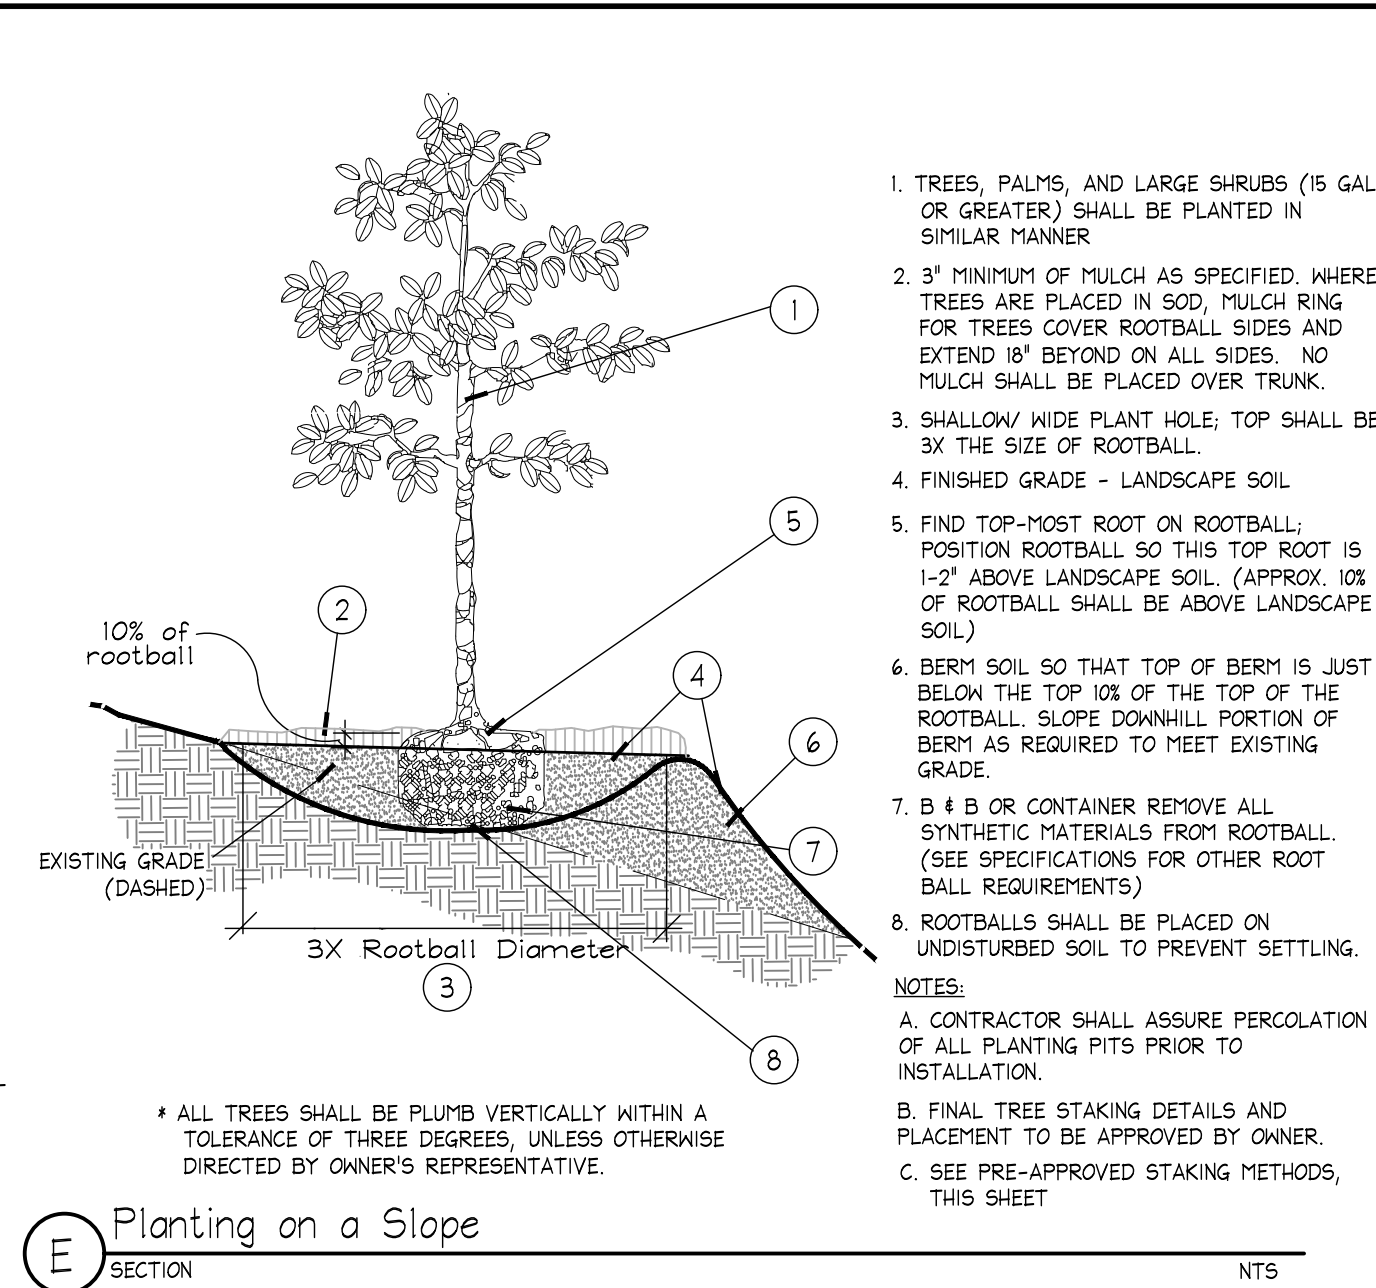 1. TREES, PALMS, AND LARGE SHRUBS (15 GAL
OR GREATER) SHALL BE PLANTED IN
SIMILAR MANNER
2. 3" MINIMUM OF MULCH AS SPECIFIED. WHERE
TREES ARE PLACED IN SOD, MULCH RING
FOR TREES COVER ROOTBALL SIDES AND
EXTEND 18" BEYOND ON ALL SIDES. NO
MULCH SHALL BE PLACED OVER TRUNK.
3. SHALLOW/ WIDE PLANT HOLE; TOP SHALL BE
3X THE SIZE OF ROOTBALL.
4. FINISHED GRADE - LANDSCAPE SOIL
5. FIND TOP-MOST ROOT ON ROOTBALL;
POSITION ROOTBALL SO THIS TOP ROOT IS
1-2" ABOVE LANDSCAPE SOIL. (APPROX. 10%
OF ROOTBALL SHALL BE ABOVE LANDSCAPE
SOIL)
6. BERM SOIL SO THAT TOP OF BERM IS JUST
BELOW THE TOP 10% OF THE TOP OF THE
ROOTBALL. SLOPE DOWNHILL PORTION OF
BERM AS REQUIRED TO MEET EXISTING
GRADE.
7. B & B OR CONTAINER REMOVE ALL
SYNTHETIC MATERIALS FROM ROOTBALL.
(SEE SPECIFICATIONS FOR OTHER ROOT
BALL REQUIREMENTS)
8. ROOTBALLS SHALL BE PLACED ON
UNDISTURBED SOIL TO PREVENT SETTLING.
NOTES:
A. CONTRACTOR SHALL ASSURE PERCOLATION
OF ALL PLANTING PITS PRIOR TO
INSTALLATION.
B. FINAL TREE STAKING DETAILS AND
PLACEMENT TO BE APPROVED BY OWNER.
C. SEE PRE-APPROVED STAKING METHODS,
THIS SHEET
1
5
2
10% of
rootball
4
6
7
EXISTING GRADE
(DASHED)
3X Rootball Diameter
3
8
* ALL TREES SHALL BE PLUMB VERTICALLY WITHIN A
TOLERANCE OF THREE DEGREES, UNLESS OTHERWISE
DIRECTED BY OWNER'S REPRESENTATIVE.
E
Planting on a Slope
SECTION
NTS